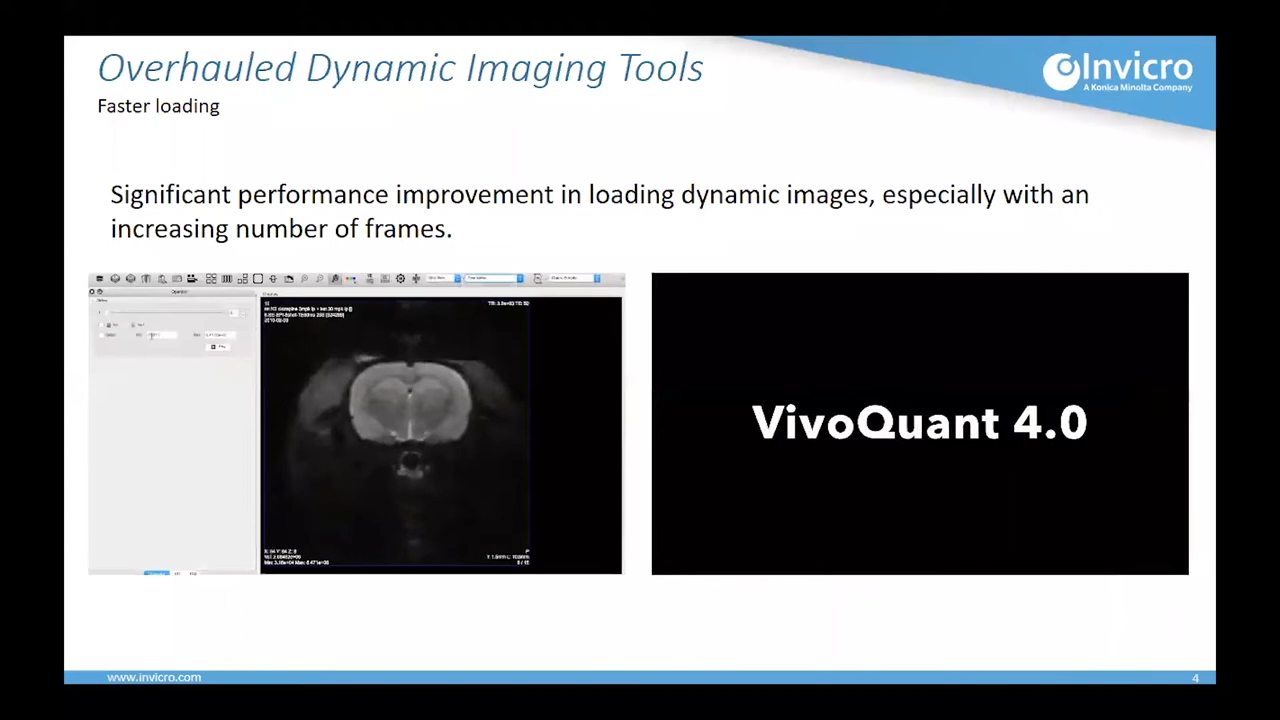 Overhauled Dynamic Imaging Tools
Faster loading
Invicro
A Konica Minolta Company
Significant performance improvement in loading dynamic images, especially with an
increasing number of frames.
VivoQuant 4.0
www.invicro.com
4